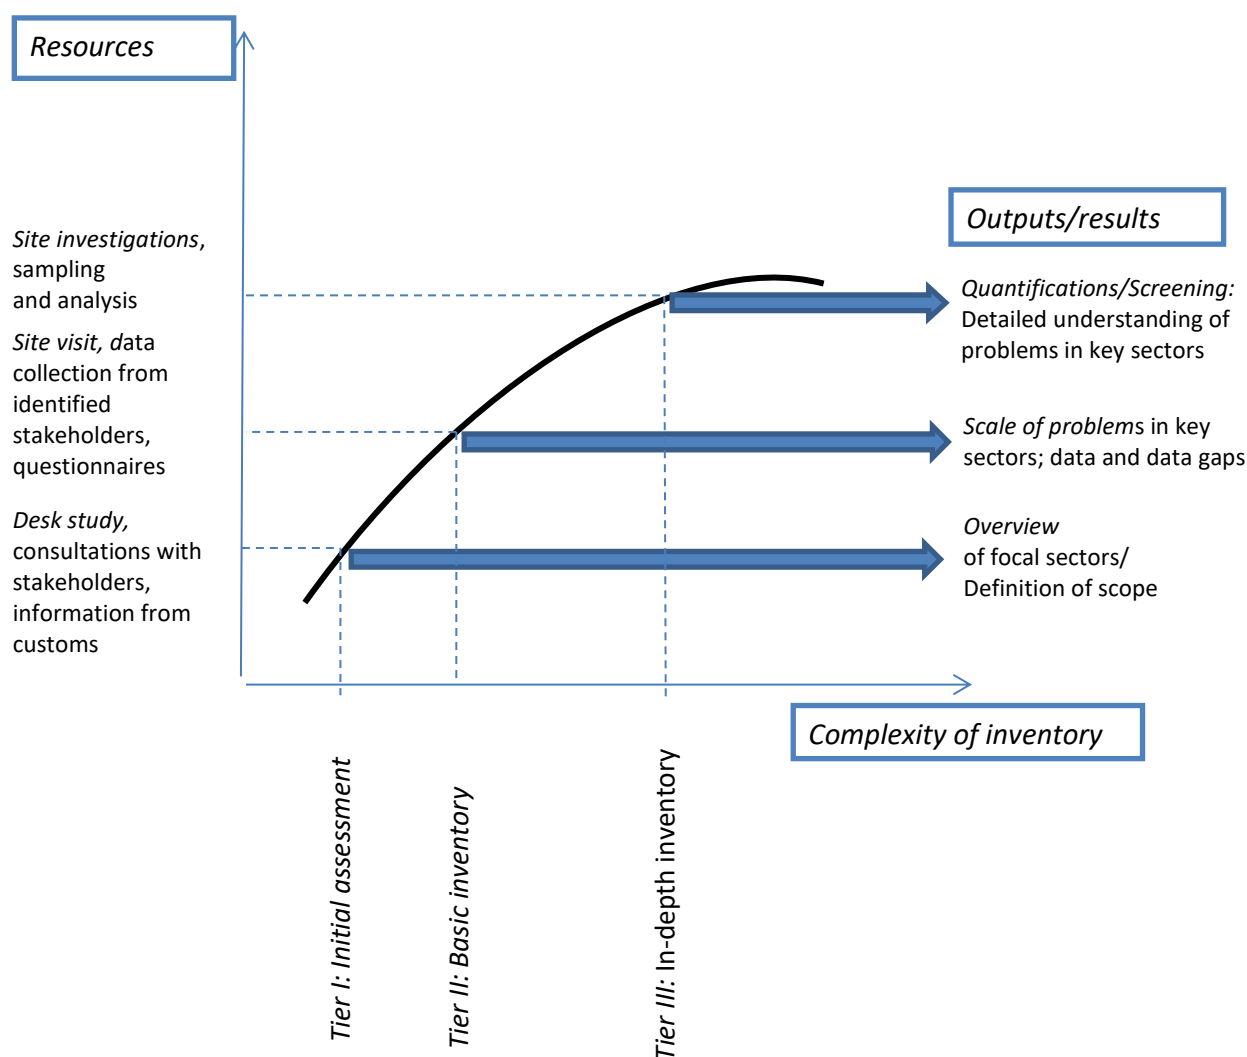 Resources
Site investigations,
sampling
and analysis
Site visit, data
collection from
identified
stakeholders,
questionnaires
Desk study,
consultations with
stakeholders,
information from
customs
Outputs/results
Quantifications/Screening:
Detailed understanding of
problems in key sectors
Scale of problems in key
sectors; data and data gaps
Overview
of focal sectors/
Definition of scope
Complexity of inventory
Tier I: Initial assessment
Tier II: Basic inventory
Tier III: In-depth inventory